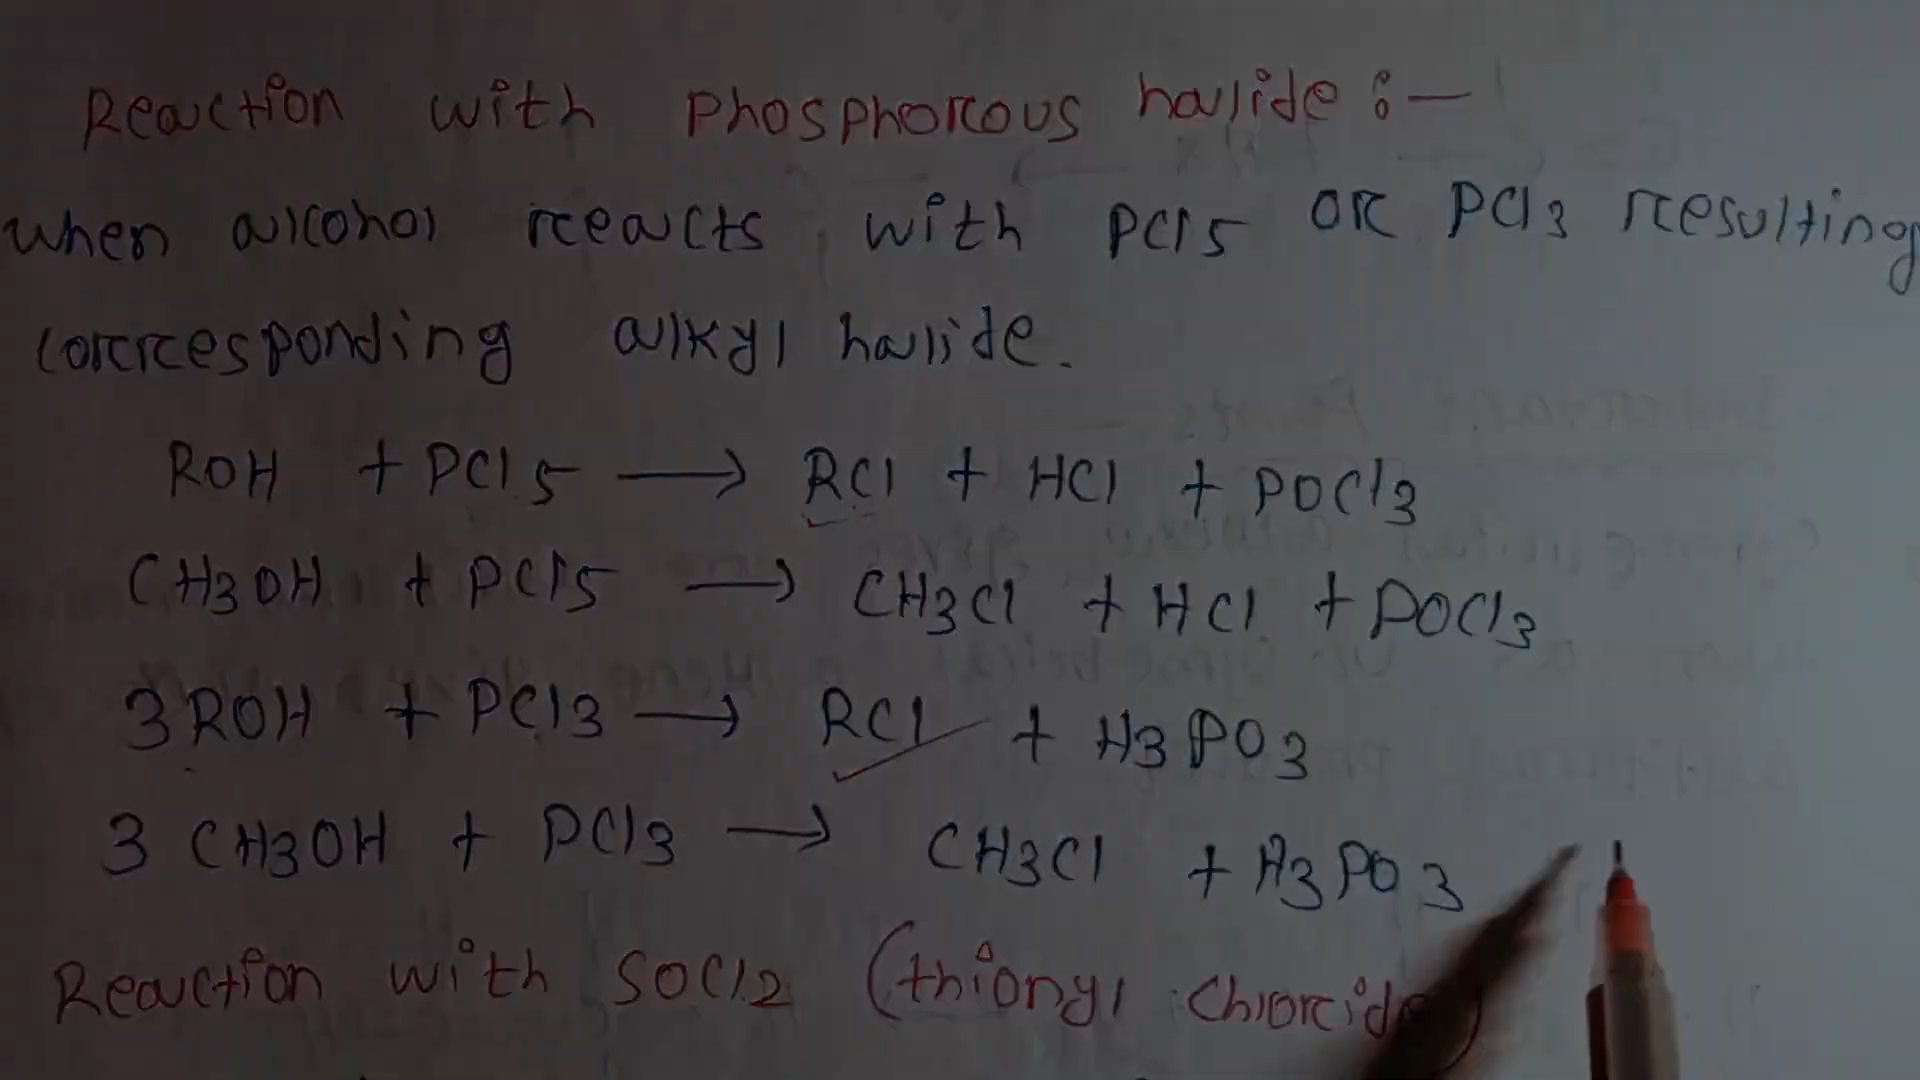 Reaction with Phosphorous halide :-
when alcohol reacts with PCl5 or PCl3 resulting
corresponding alkyl halide.
ROH + PCl5 ⟶ RCl + HCl + POCl3
CH3OH + PCl5 ⟶ CH3Cl + HCl + POCl3
3ROH + PCl3 ⟶ RCl + H3PO3
3 CH3OH + PCl3 ⟶ CH3Cl + H3PO3
Reaction with SOCl2 (thionyl chloride)